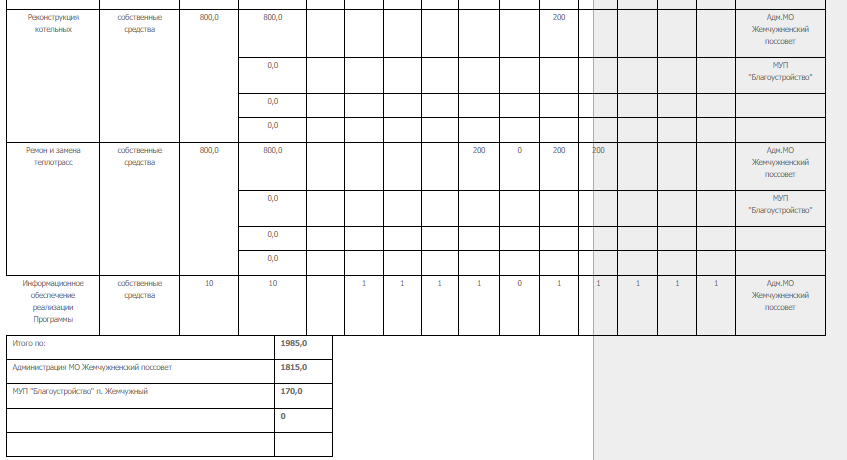 Реконструкция котельных собственные средства 800,0 800,0 200 Адм.МО Жемчужненский поссовет
0,0 МУП "Благоустройство"
0,0
0,0
Ремон и замена теплотрасс собственные средства 800,0 800,0 200 0 200 200 Адм.МО Жемчужненский поссовет
0,0 МУП "Благоустройство"
0,0
0,0
Информационное обеспечение реализации Программы собственные средства 10 10 1 1 1 1 0 1 1 1 1 1 Адм.МО Жемчужненский поссовет
Итого по: 1985,0
Администрация МО Жемчужненский поссовет 1815,0
МУП "Благоустройство" п. Жемчужный 170,0
0